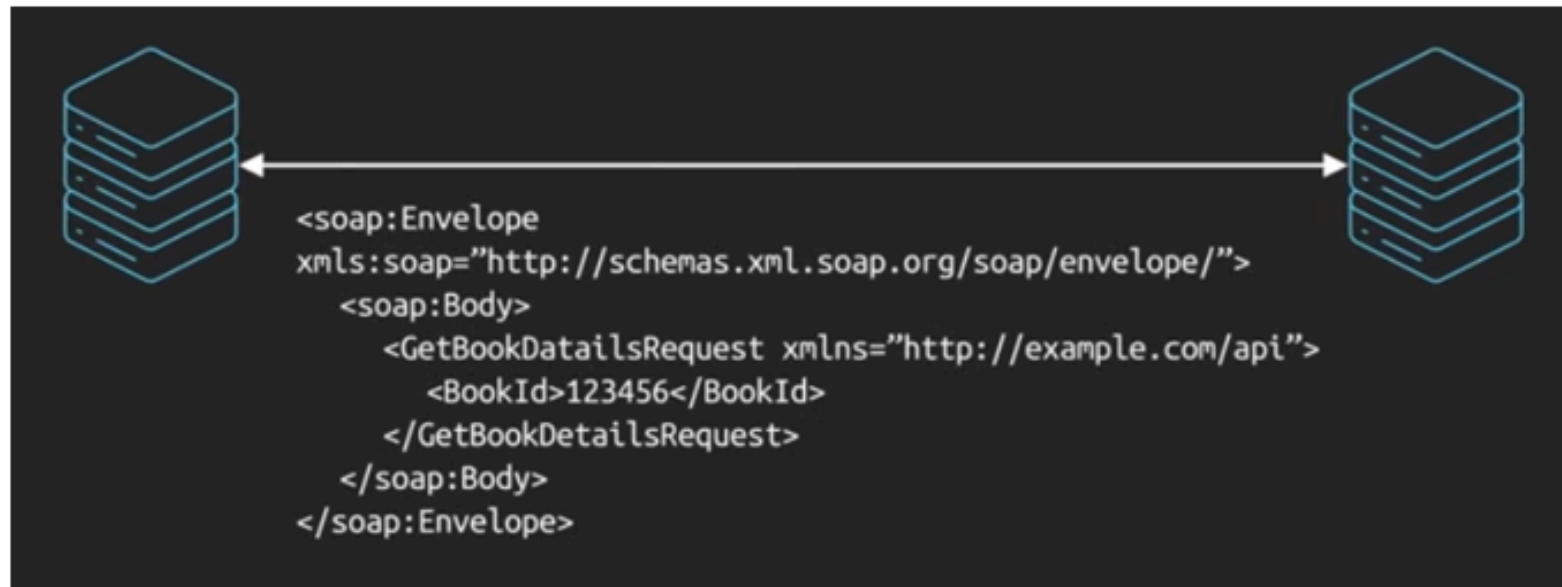 <soap:Envelope
xmls:soap=”http://schemas.xml.soap.org/soap/envelope/”>
<soap:Body>
<GetBookDatailsRequest xmlns=”http://example.com/api”>
<BookId>123456</BookId>
</GetBookDetailsRequest>
</soap:Body>
</soap:Envelope>